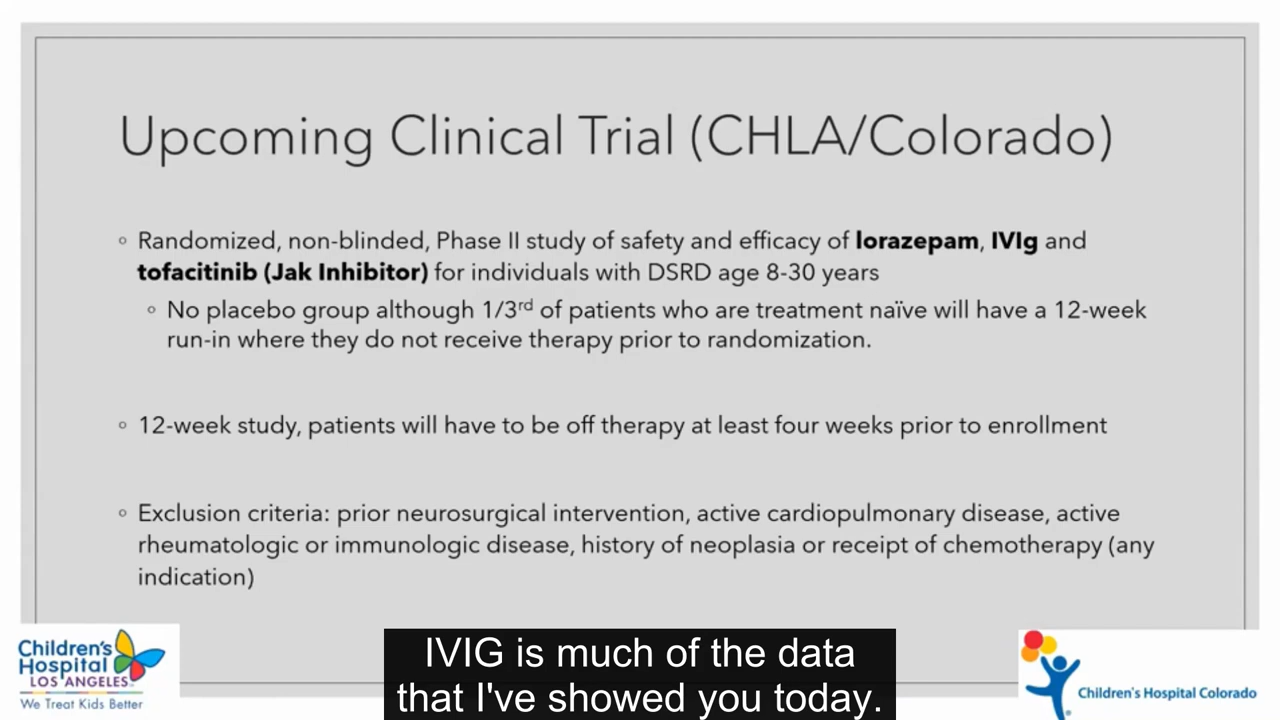 Upcoming Clinical Trial (CHLA/Colorado)
◦ Randomized, non-blinded, Phase II study of safety and efficacy of lorazepam, IVIg and
tofacitinib (Jak Inhibitor) for individuals with DSRD age 8-30 years
◦ No placebo group although 1/3rd of patients who are treatment naïve will have a 12-week
run-in where they do not receive therapy prior to randomization.
◦ 12-week study, patients will have to be off therapy at least four weeks prior to enrollment
◦ Exclusion criteria: prior neurosurgical intervention, active cardiopulmonary disease, active
rheumatologic or immunologic disease, history of neoplasia or receipt of chemotherapy (any
indication)
Children's
Hospital
LOS ANGELES
We Treat Kids Better
IVIG is much of the data
that I've showed you today.
Children's Hospital Colorado